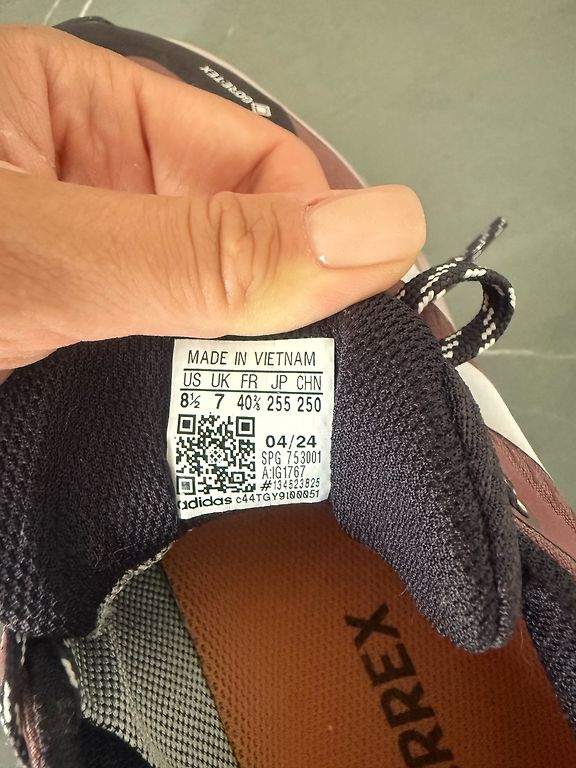 GORE-TEX
MADE IN VIETNAM
US UK FR JP CHN
8½ 7 40⅔ 255 250
04/24
SPG 753001
A:IG1767
#134523825
adidas c44TGY9L00051
RREX